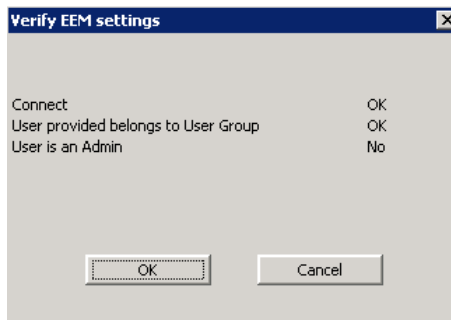 Verify EEM settings
Connect OK
User provided belongs to User Group OK
User is an Admin No
OK Cancel